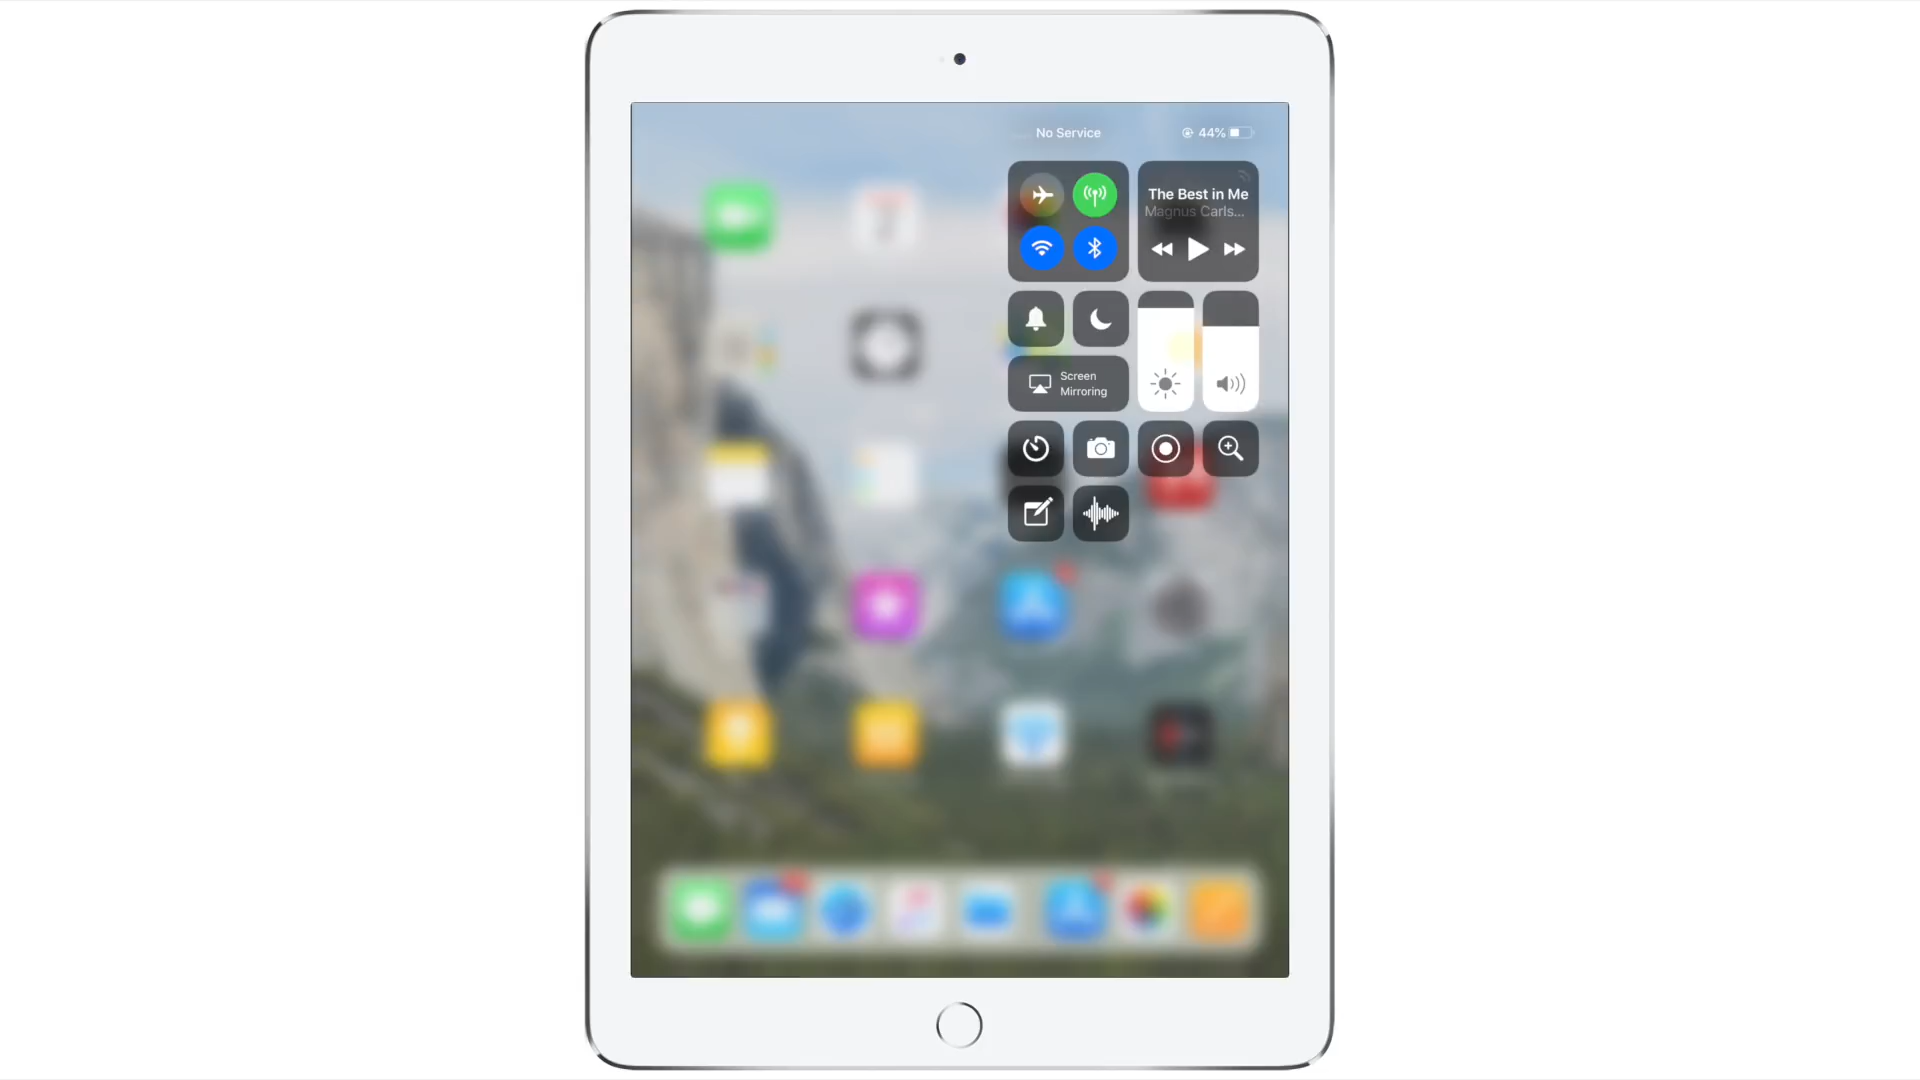 No Service
44%
The Best in Me
Magnus Carls...
Screen
Mirroring